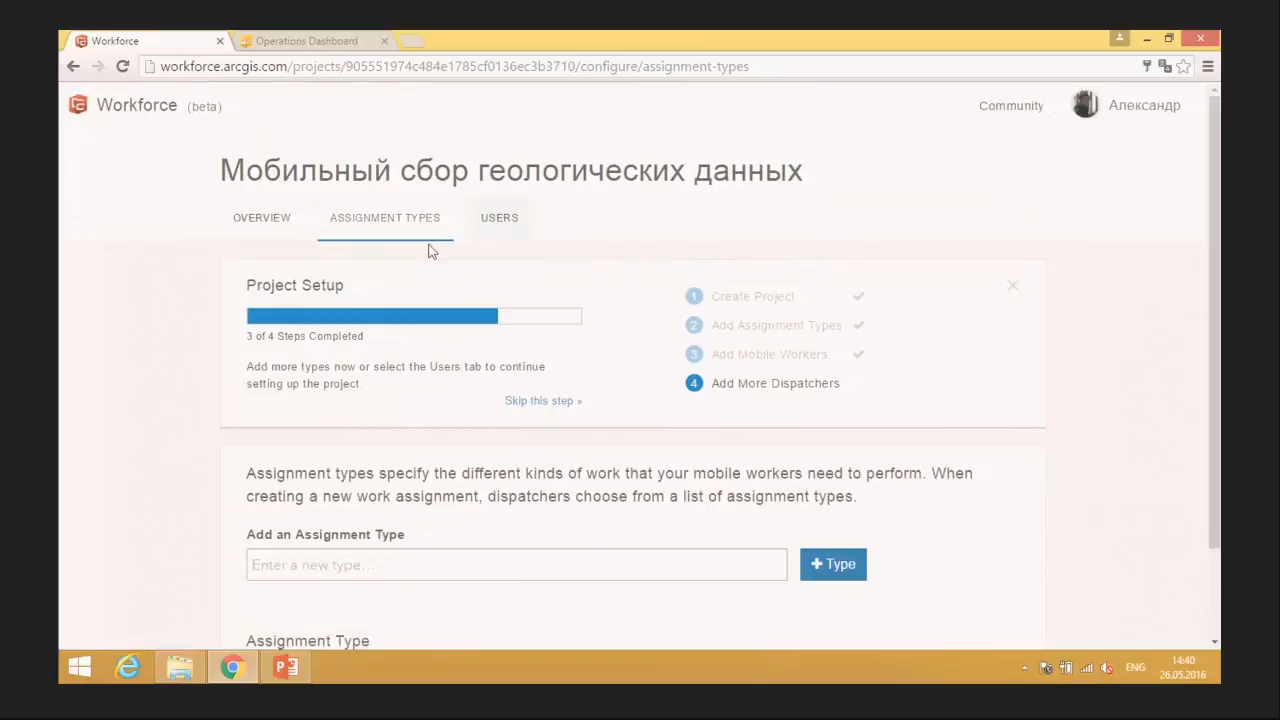 Workforce
Operations Dashboard
workforce.arcgis.com/projects/905551974c484e1785cf0136ec3b3710/configure/assignment-types
Workforce (beta)
Community
Александр
Мобильный сбор геологических данных
OVERVIEW
ASSIGNMENT TYPES
USERS
Project Setup
3 of 4 Steps Completed
Add more types now or select the Users tab to continue
setting up the project.
Skip this step »
1 Create Project
2 Add Assignment Types
3 Add Mobile Workers
4 Add More Dispatchers
Assignment types specify the different kinds of work that your mobile workers need to perform. When
creating a new work assignment, dispatchers choose from a list of assignment types.
Add an Assignment Type
Enter a new type...
+ Type
Assignment Type
ENG
14:40
26.05.2016